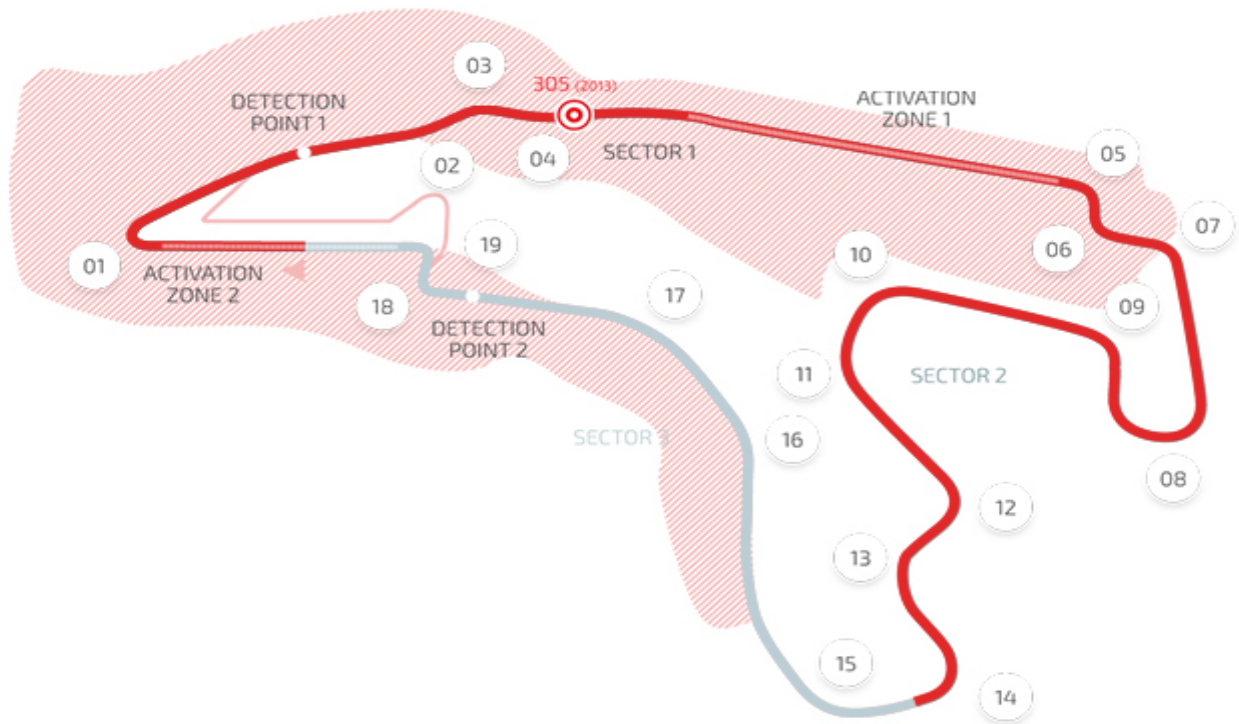 03
305 (2013)
DETECTION
POINT 1
ACTIVATION
ZONE 1
02
04
SECTOR 1
05
01
ACTIVATION
ZONE 2
19
18
DETECTION
POINT 2
17
10
06
07
09
11
SECTOR 2
16
SECTOR 3
08
12
13
15
14